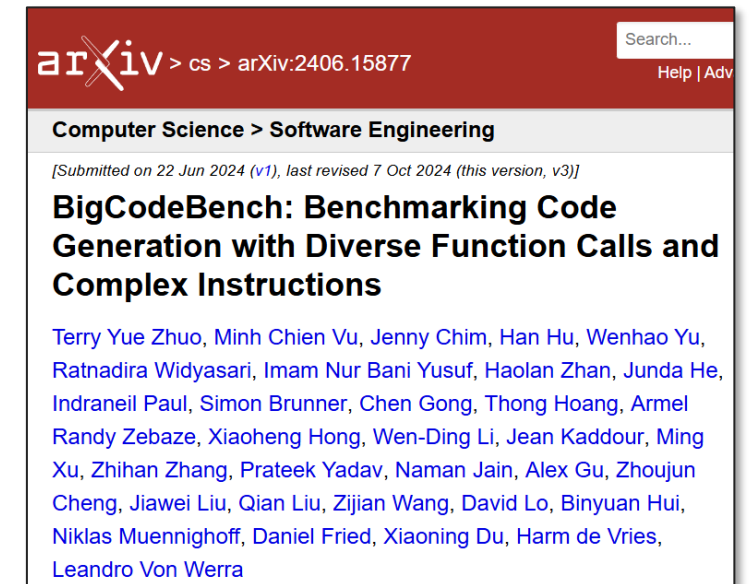 arXiv > cs > arXiv:2406.15877
Search...
Help | Adv
Computer Science > Software Engineering
[Submitted on 22 Jun 2024 (v1), last revised 7 Oct 2024 (this version, v3)]
BigCodeBench: Benchmarking Code
Generation with Diverse Function Calls and
Complex Instructions
Terry Yue Zhuo, Minh Chien Vu, Jenny Chim, Han Hu, Wenhao Yu,
Ratnadira Widyasari, Imam Nur Bani Yusuf, Haolan Zhan, Junda He,
Indraneil Paul, Simon Brunner, Chen Gong, Thong Hoang, Armel
Randy Zebaze, Xiaoheng Hong, Wen-Ding Li, Jean Kaddour, Ming
Xu, Zhihan Zhang, Prateek Yadav, Naman Jain, Alex Gu, Zhoujun
Cheng, Jiawei Liu, Qian Liu, Zijian Wang, David Lo, Binyuan Hui,
Niklas Muennighoff, Daniel Fried, Xiaoning Du, Harm de Vries,
Leandro Von Werra